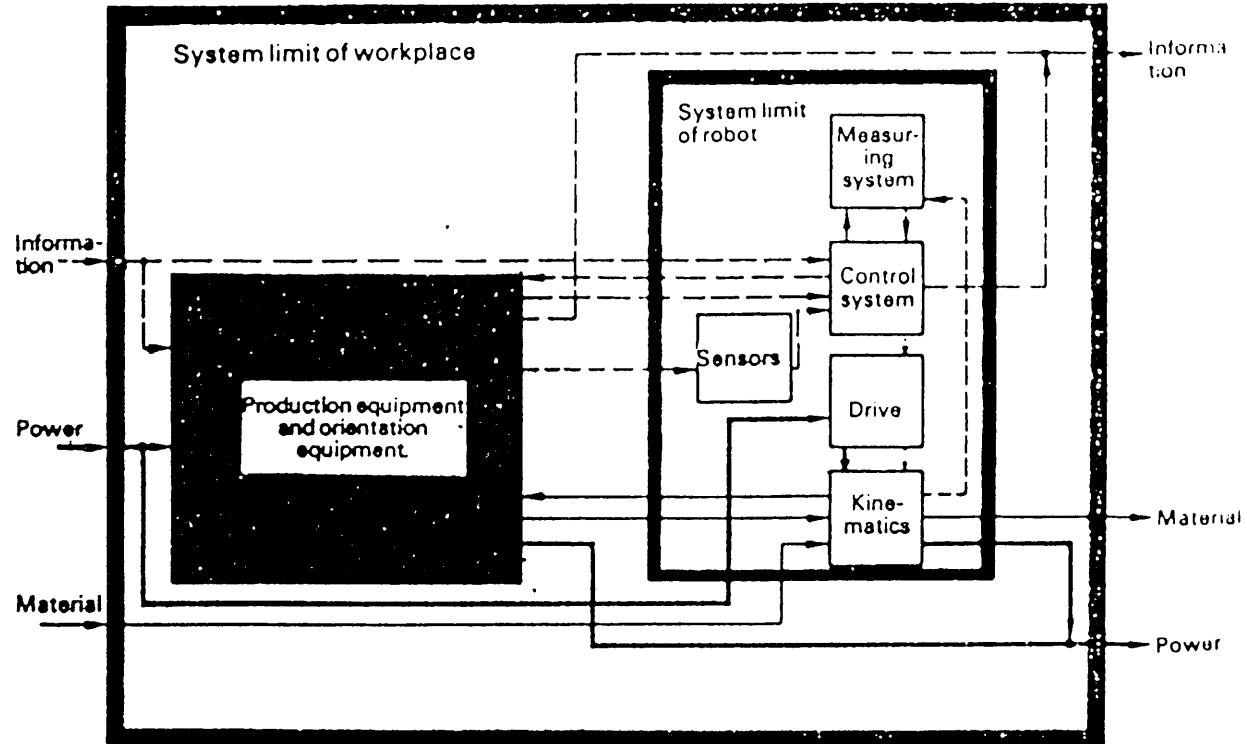 System limit of workplace
Informa
tion
System limit
of robot
Measur-
ing
system
Informa-
tion
Control
system
Sensors
Production equipment
and orientation
equipment.
Drive
Power
Kine-
matics
Material
Material
Power